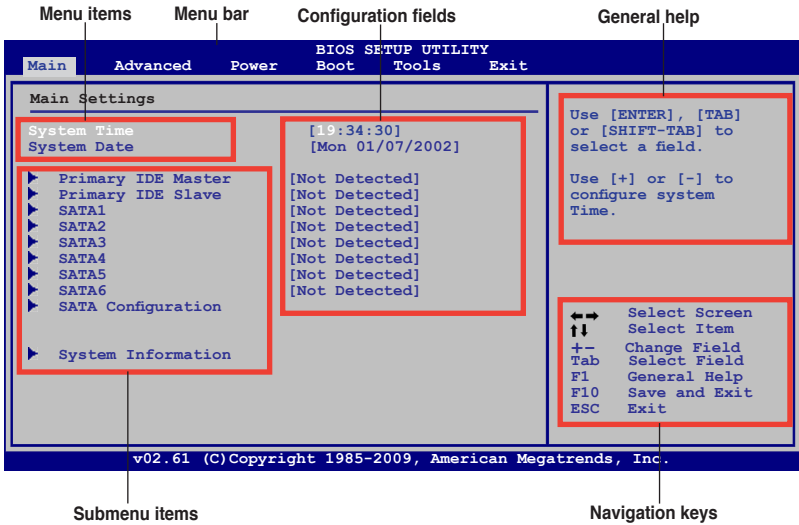 Menu items Menu bar Configuration fields General help
BIOS SETUP UTILITY
Main Advanced Power Boot Tools Exit
Main Settings
System Time [19:34:30]
System Date [Mon 01/07/2002]
Primary IDE Master [Not Detected]
Primary IDE Slave [Not Detected]
SATA1 [Not Detected]
SATA2 [Not Detected]
SATA3 [Not Detected]
SATA4 [Not Detected]
SATA5 [Not Detected]
SATA6 [Not Detected]
SATA Configuration
System Information
Use [ENTER], [TAB]
or [SHIFT-TAB] to
select a field.
Use [+] or [-] to
configure system
Time.
←→ Select Screen
↑↓ Select Item
+- Change Field
Tab Select Field
F1 General Help
F10 Save and Exit
ESC Exit
v02.61 (C)Copyright 1985-2009, American Megatrends, Inc.
Submenu items Navigation keys